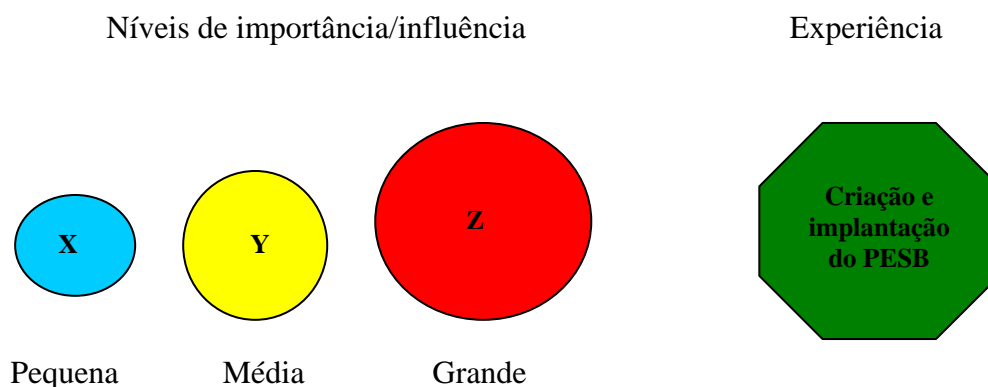 Níveis de importância/influência
Experiência
X
Y
Z
Criação e
implantação
do PESB
Pequena
Média
Grande